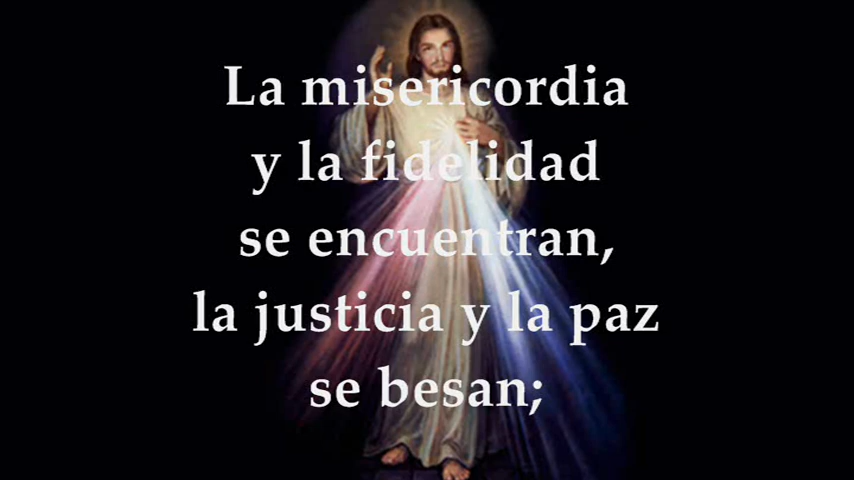 La misericordia
y la fidelidad
se encuentran,
la justicia y la paz
se besan;